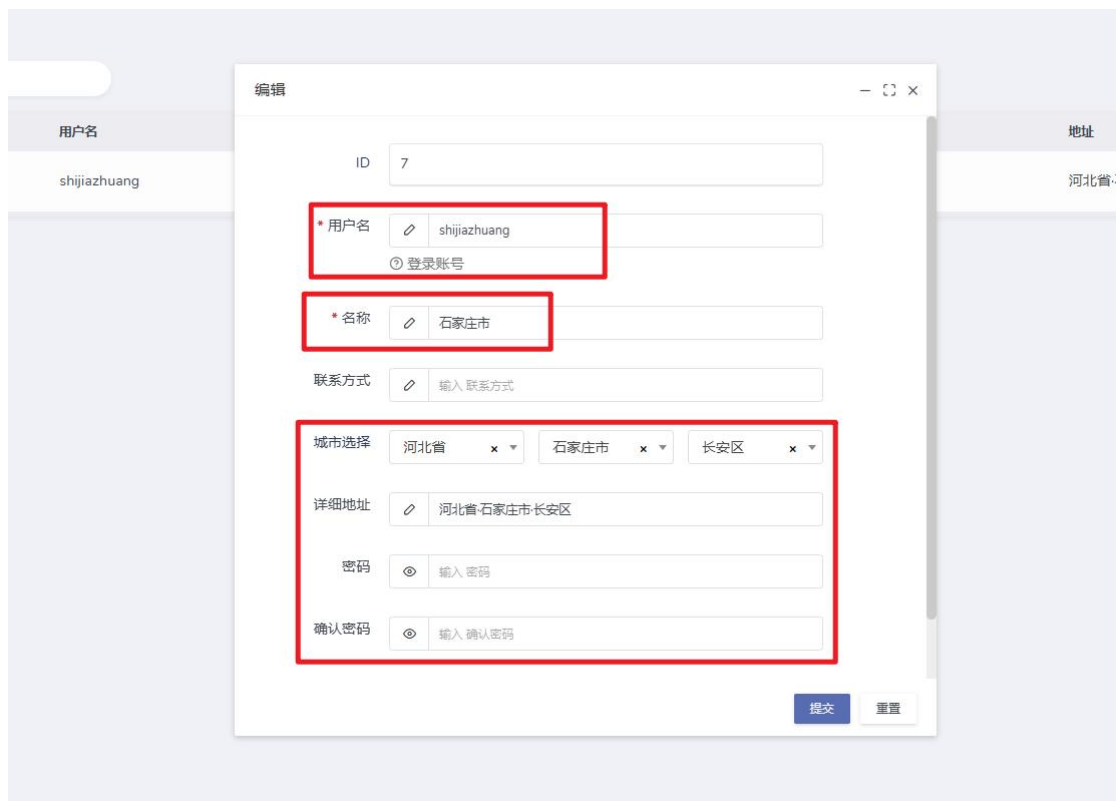 编辑
用户名
地址
shijiazhuang
河北省·
ID
7
* 用户名
shijiazhuang
登录账号
* 名称
石家庄市
联系方式
输入 联系方式
城市选择
河北省 × 石家庄市 × 长安区 ×
详细地址
河北省·石家庄市·长安区
密码
输入 密码
确认密码
输入 确认密码
提交
重置